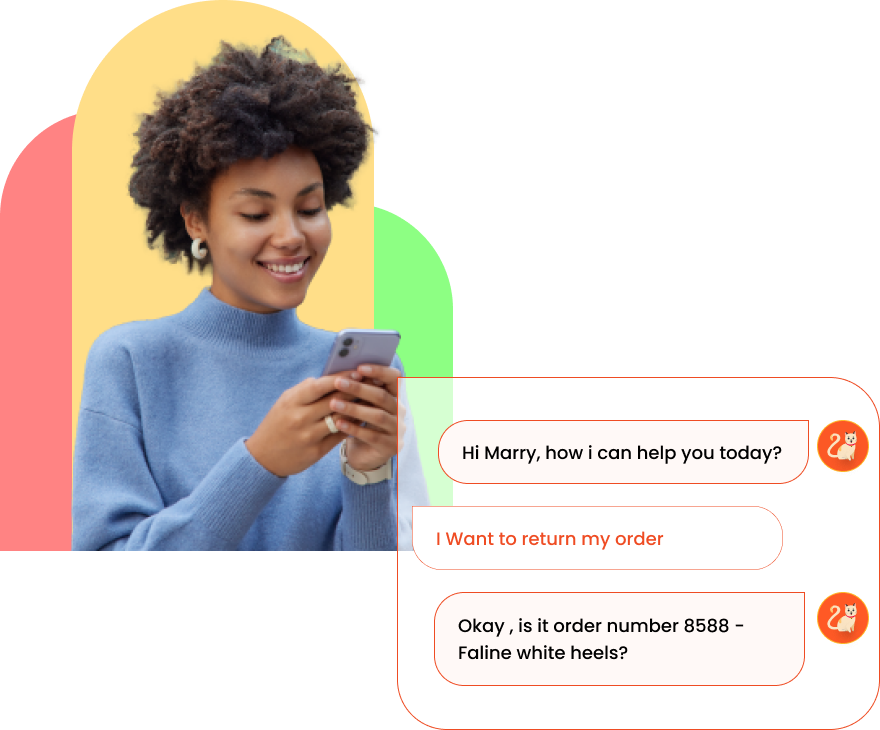 Hi Marry, how i can help you today?
I Want to return my order
Okay , is it order number 8588 -
Faline white heels?